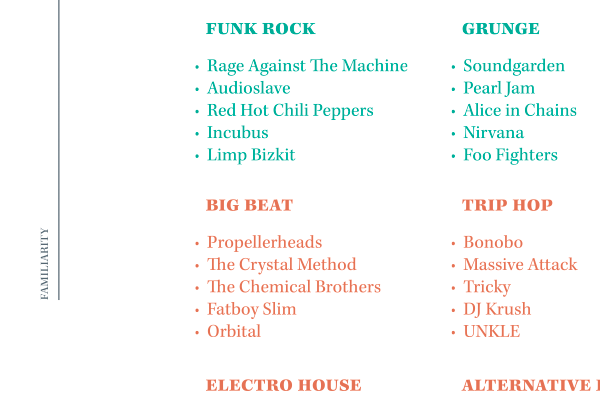 FUNK ROCK
• Rage Against The Machine
• Audioslave
• Red Hot Chili Peppers
• Incubus
• Limp Bizkit
GRUNGE
• Soundgarden
• Pearl Jam
• Alice in Chains
• Nirvana
• Foo Fighters
FAMILIARITY
BIG BEAT
• Propellerheads
• The Crystal Method
• The Chemical Brothers
• Fatboy Slim
• Orbital
TRIP HOP
• Bonobo
• Massive Attack
• Tricky
• DJ Krush
• UNKLE
ELECTRO HOUSE
ALTERNATIVE